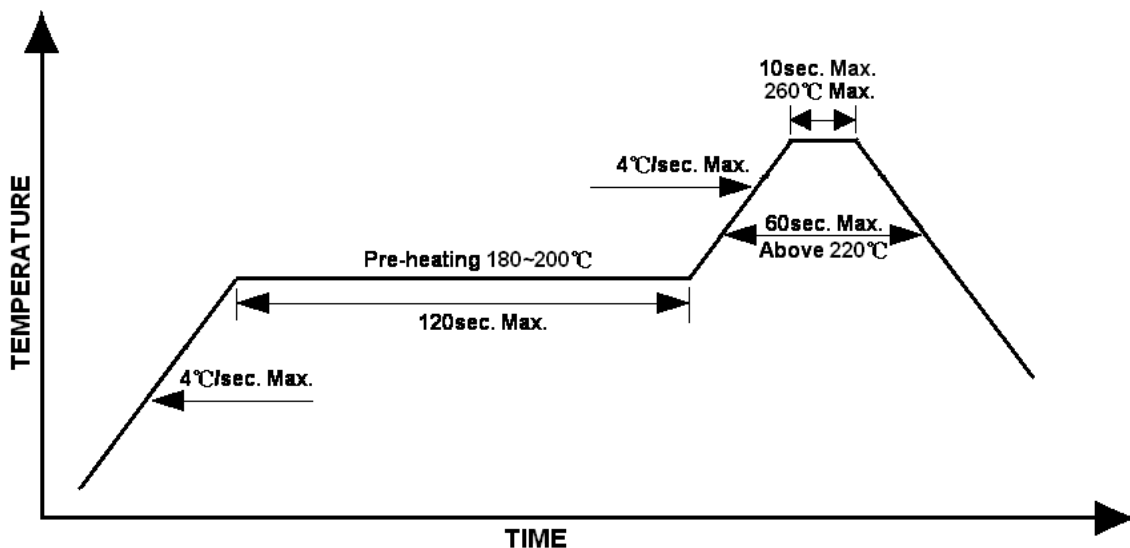 10sec. Max.
260℃ Max.
4℃/sec. Max.
60sec. Max.
Above 220℃
Pre-heating 180~200℃
120sec. Max.
4℃/sec. Max.
TEMPERATURE
TIME